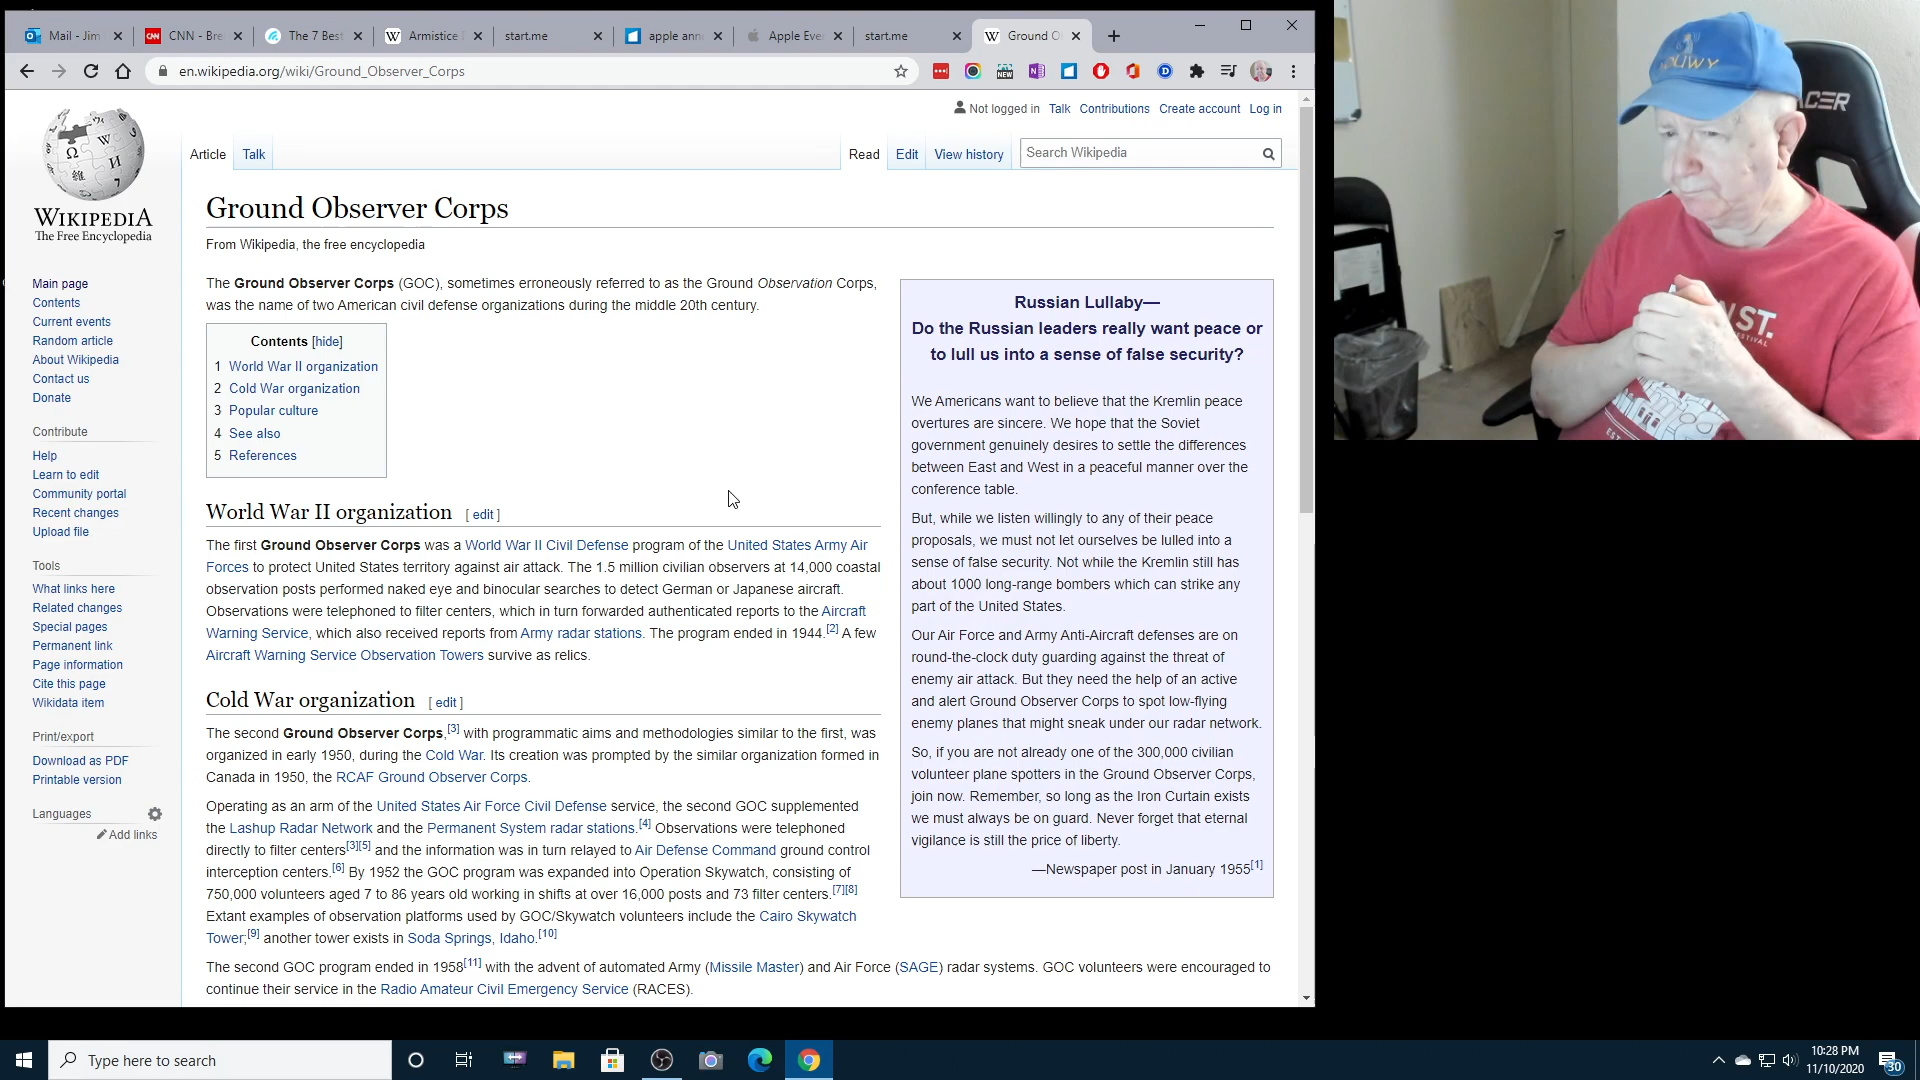 Mail - Jim
CNN - Bre
The 7 Best
Armistice
start.me
apple ann
Apple Eve
start.me
Ground O
en.wikipedia.org/wiki/Ground_Observer_Corps
NEW
Not logged in Talk Contributions Create account Log in
Article Talk
Read Edit View history
Search Wikipedia
WIKIPEDIA
The Free Encyclopedia
Main page
Contents
Current events
Random article
About Wikipedia
Contact us
Donate
Contribute
Help
Learn to edit
Community portal
Recent changes
Upload file
Tools
What links here
Related changes
Special pages
Permanent link
Page information
Cite this page
Wikidata item
Print/export
Download as PDF
Printable version
Languages
Add links
Ground Observer Corps
From Wikipedia, the free encyclopedia
The Ground Observer Corps (GOC), sometimes erroneously referred to as the Ground Observation Corps,
was the name of two American civil defense organizations during the middle 20th century.
Contents [hide]
1 World War II organization
2 Cold War organization
3 Popular culture
4 See also
5 References
World War II organization [ edit ]
The first Ground Observer Corps was a World War II Civil Defense program of the United States Army Air
Forces to protect United States territory against air attack. The 1.5 million civilian observers at 14,000 coastal
observation posts performed naked eye and binocular searches to detect German or Japanese aircraft.
Observations were telephoned to filter centers, which in turn forwarded authenticated reports to the Aircraft
Warning Service, which also received reports from Army radar stations. The program ended in 1944.[2] A few
Aircraft Warning Service Observation Towers survive as relics.
Cold War organization [ edit ]
The second Ground Observer Corps,[3] with programmatic aims and methodologies similar to the first, was
organized in early 1950, during the Cold War. Its creation was prompted by the similar organization formed in
Canada in 1950, the RCAF Ground Observer Corps.
Operating as an arm of the United States Air Force Civil Defense service, the second GOC supplemented
the Lashup Radar Network and the Permanent System radar stations.[4] Observations were telephoned
directly to filter centers[3][5] and the information was in turn relayed to Air Defense Command ground control
interception centers.[6] By 1952 the GOC program was expanded into Operation Skywatch, consisting of
750,000 volunteers aged 7 to 86 years old working in shifts at over 16,000 posts and 73 filter centers.[7][8]
Extant examples of observation platforms used by GOC/Skywatch volunteers include the Cairo Skywatch
Tower;[9] another tower exists in Soda Springs, Idaho.[10]
The second GOC program ended in 1958[11] with the advent of automated Army (Missile Master) and Air Force (SAGE) radar systems. GOC volunteers were encouraged to
continue their service in the Radio Amateur Civil Emergency Service (RACES).
Russian Lullaby—
Do the Russian leaders really want peace or
to lull us into a sense of false security?
We Americans want to believe that the Kremlin peace
overtures are sincere. We hope that the Soviet
government genuinely desires to settle the differences
between East and West in a peaceful manner over the
conference table.
But, while we listen willingly to any of their peace
proposals, we must not let ourselves be lulled into a
sense of false security. Not while the Kremlin still has
about 1000 long-range bombers which can strike any
part of the United States.
Our Air Force and Army Anti-Aircraft defenses are on
round-the-clock duty guarding against the threat of
enemy air attack. But they need the help of an active
and alert Ground Observer Corps to spot low-flying
enemy planes that might sneak under our radar network.
So, if you are not already one of the 300,000 civilian
volunteer plane spotters in the Ground Observer Corps,
join now. Remember, so long as the Iron Curtain exists
we must always be on guard. Never forget that eternal
vigilance is still the price of liberty.
—Newspaper post in January 1955[1]
Type here to search
10:28 PM
11/10/2020
30